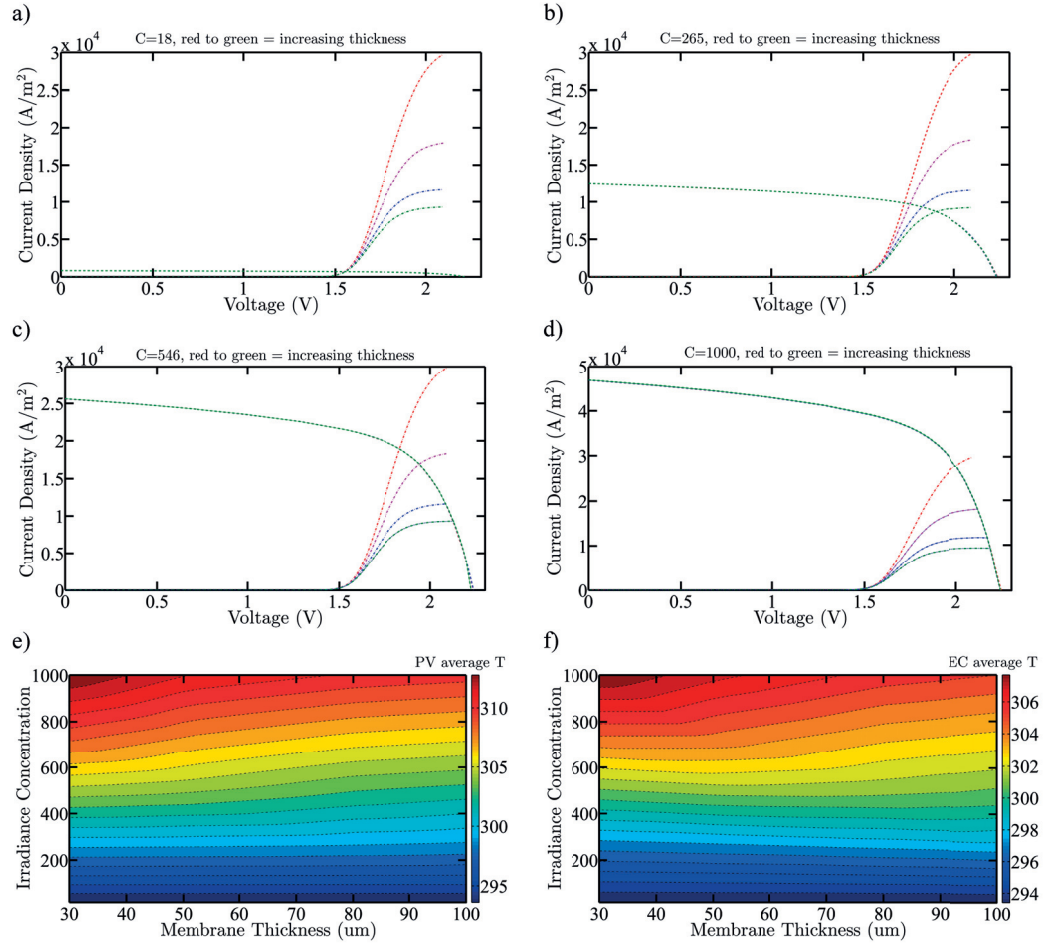 a)
C=18, red to green = increasing thickness
x 10^4
Current Density (A/m²)
3
2.5
2
1.5
1
0.5
0
0 0.5 1 1.5 2
Voltage (V)
b)
C=265, red to green = increasing thickness
x 10^4
Current Density (A/m²)
3
2.5
2
1.5
1
0.5
0
0 0.5 1 1.5 2
Voltage (V)
c)
C=546, red to green = increasing thickness
x 10^4
Current Density (A/m²)
3
2.5
2
1.5
1
0.5
0
0 0.5 1 1.5 2
Voltage (V)
d)
C=1000, red to green = increasing thickness
x 10^4
Current Density (A/m²)
5
4
3
2
1
0
0 0.5 1 1.5 2
Voltage (V)
e)
PV average T
Irradiance Concentration
1000
800
600
400
200
30 40 50 60 70 80 90 100
Membrane Thickness (um)
310
305
300
295
f)
EC average T
Irradiance Concentration
1000
800
600
400
200
30 40 50 60 70 80 90 100
Membrane Thickness (um)
306
304
302
300
298
296
294